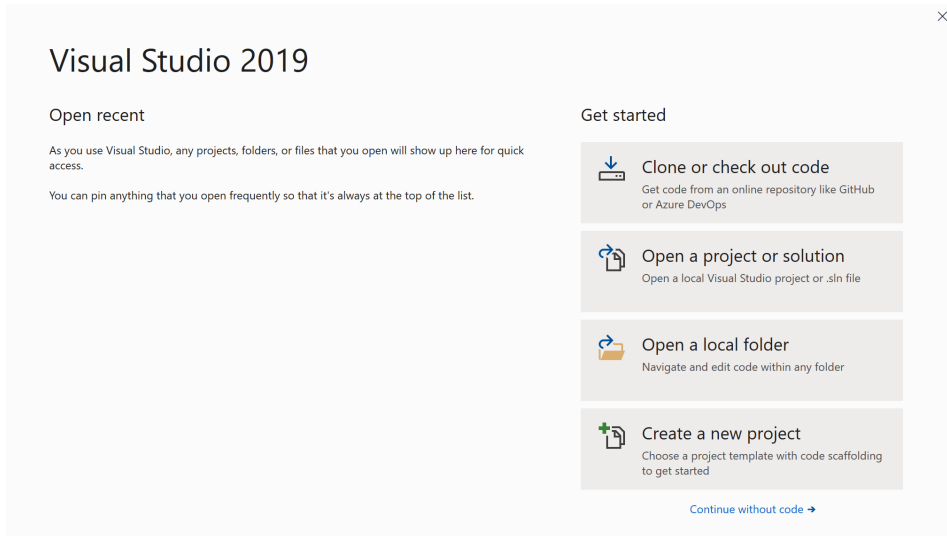 Visual Studio 2019
Open recent
As you use Visual Studio, any projects, folders, or files that you open will show up here for quick
access.
You can pin anything that you open frequently so that it's always at the top of the list.
Get started
Clone or check out code
Get code from an online repository like GitHub
or Azure DevOps
Open a project or solution
Open a local Visual Studio project or .sln file
Open a local folder
Navigate and edit code within any folder
Create a new project
Choose a project template with code scaffolding
to get started
Continue without code →